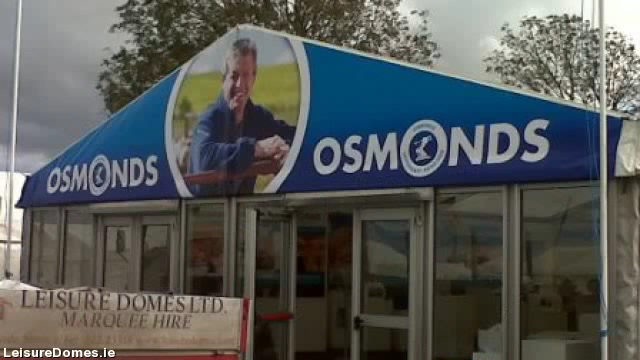 OSMONDS
OSMONDS
LEISURE DOMES LTD.
MARQUEE HIRE
LeisureDomes.ie